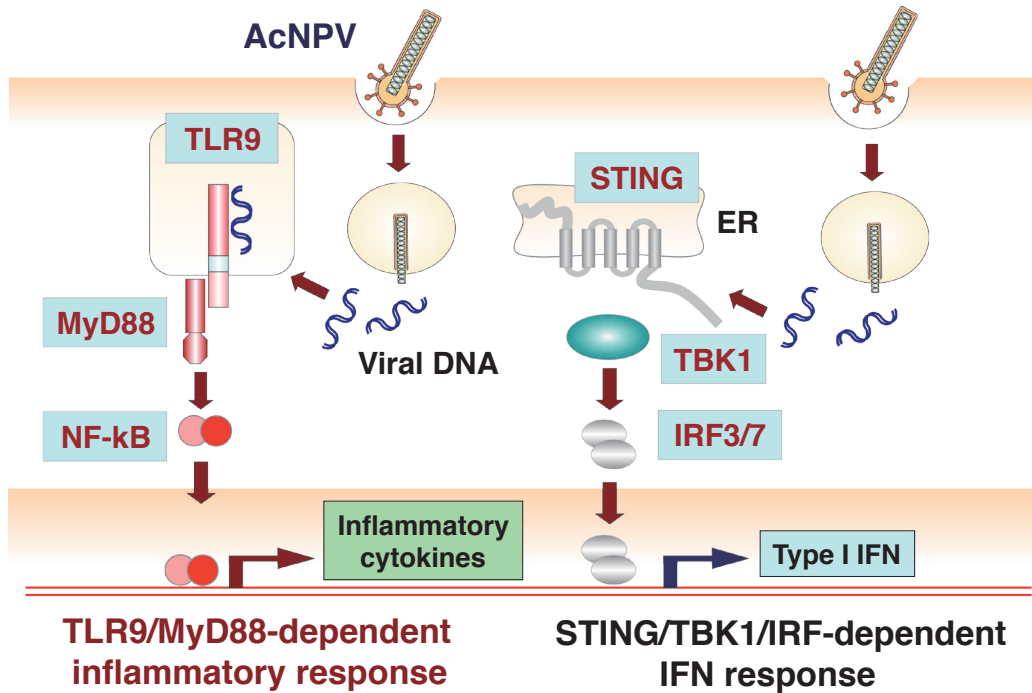 AcNPV
TLR9
STING
ER
MyD88
Viral DNA
TBK1
NF-kB
IRF3/7
Inflammatory
cytokines
Type I IFN
TLR9/MyD88-dependent
inflammatory response
STING/TBK1/IRF-dependent
IFN response